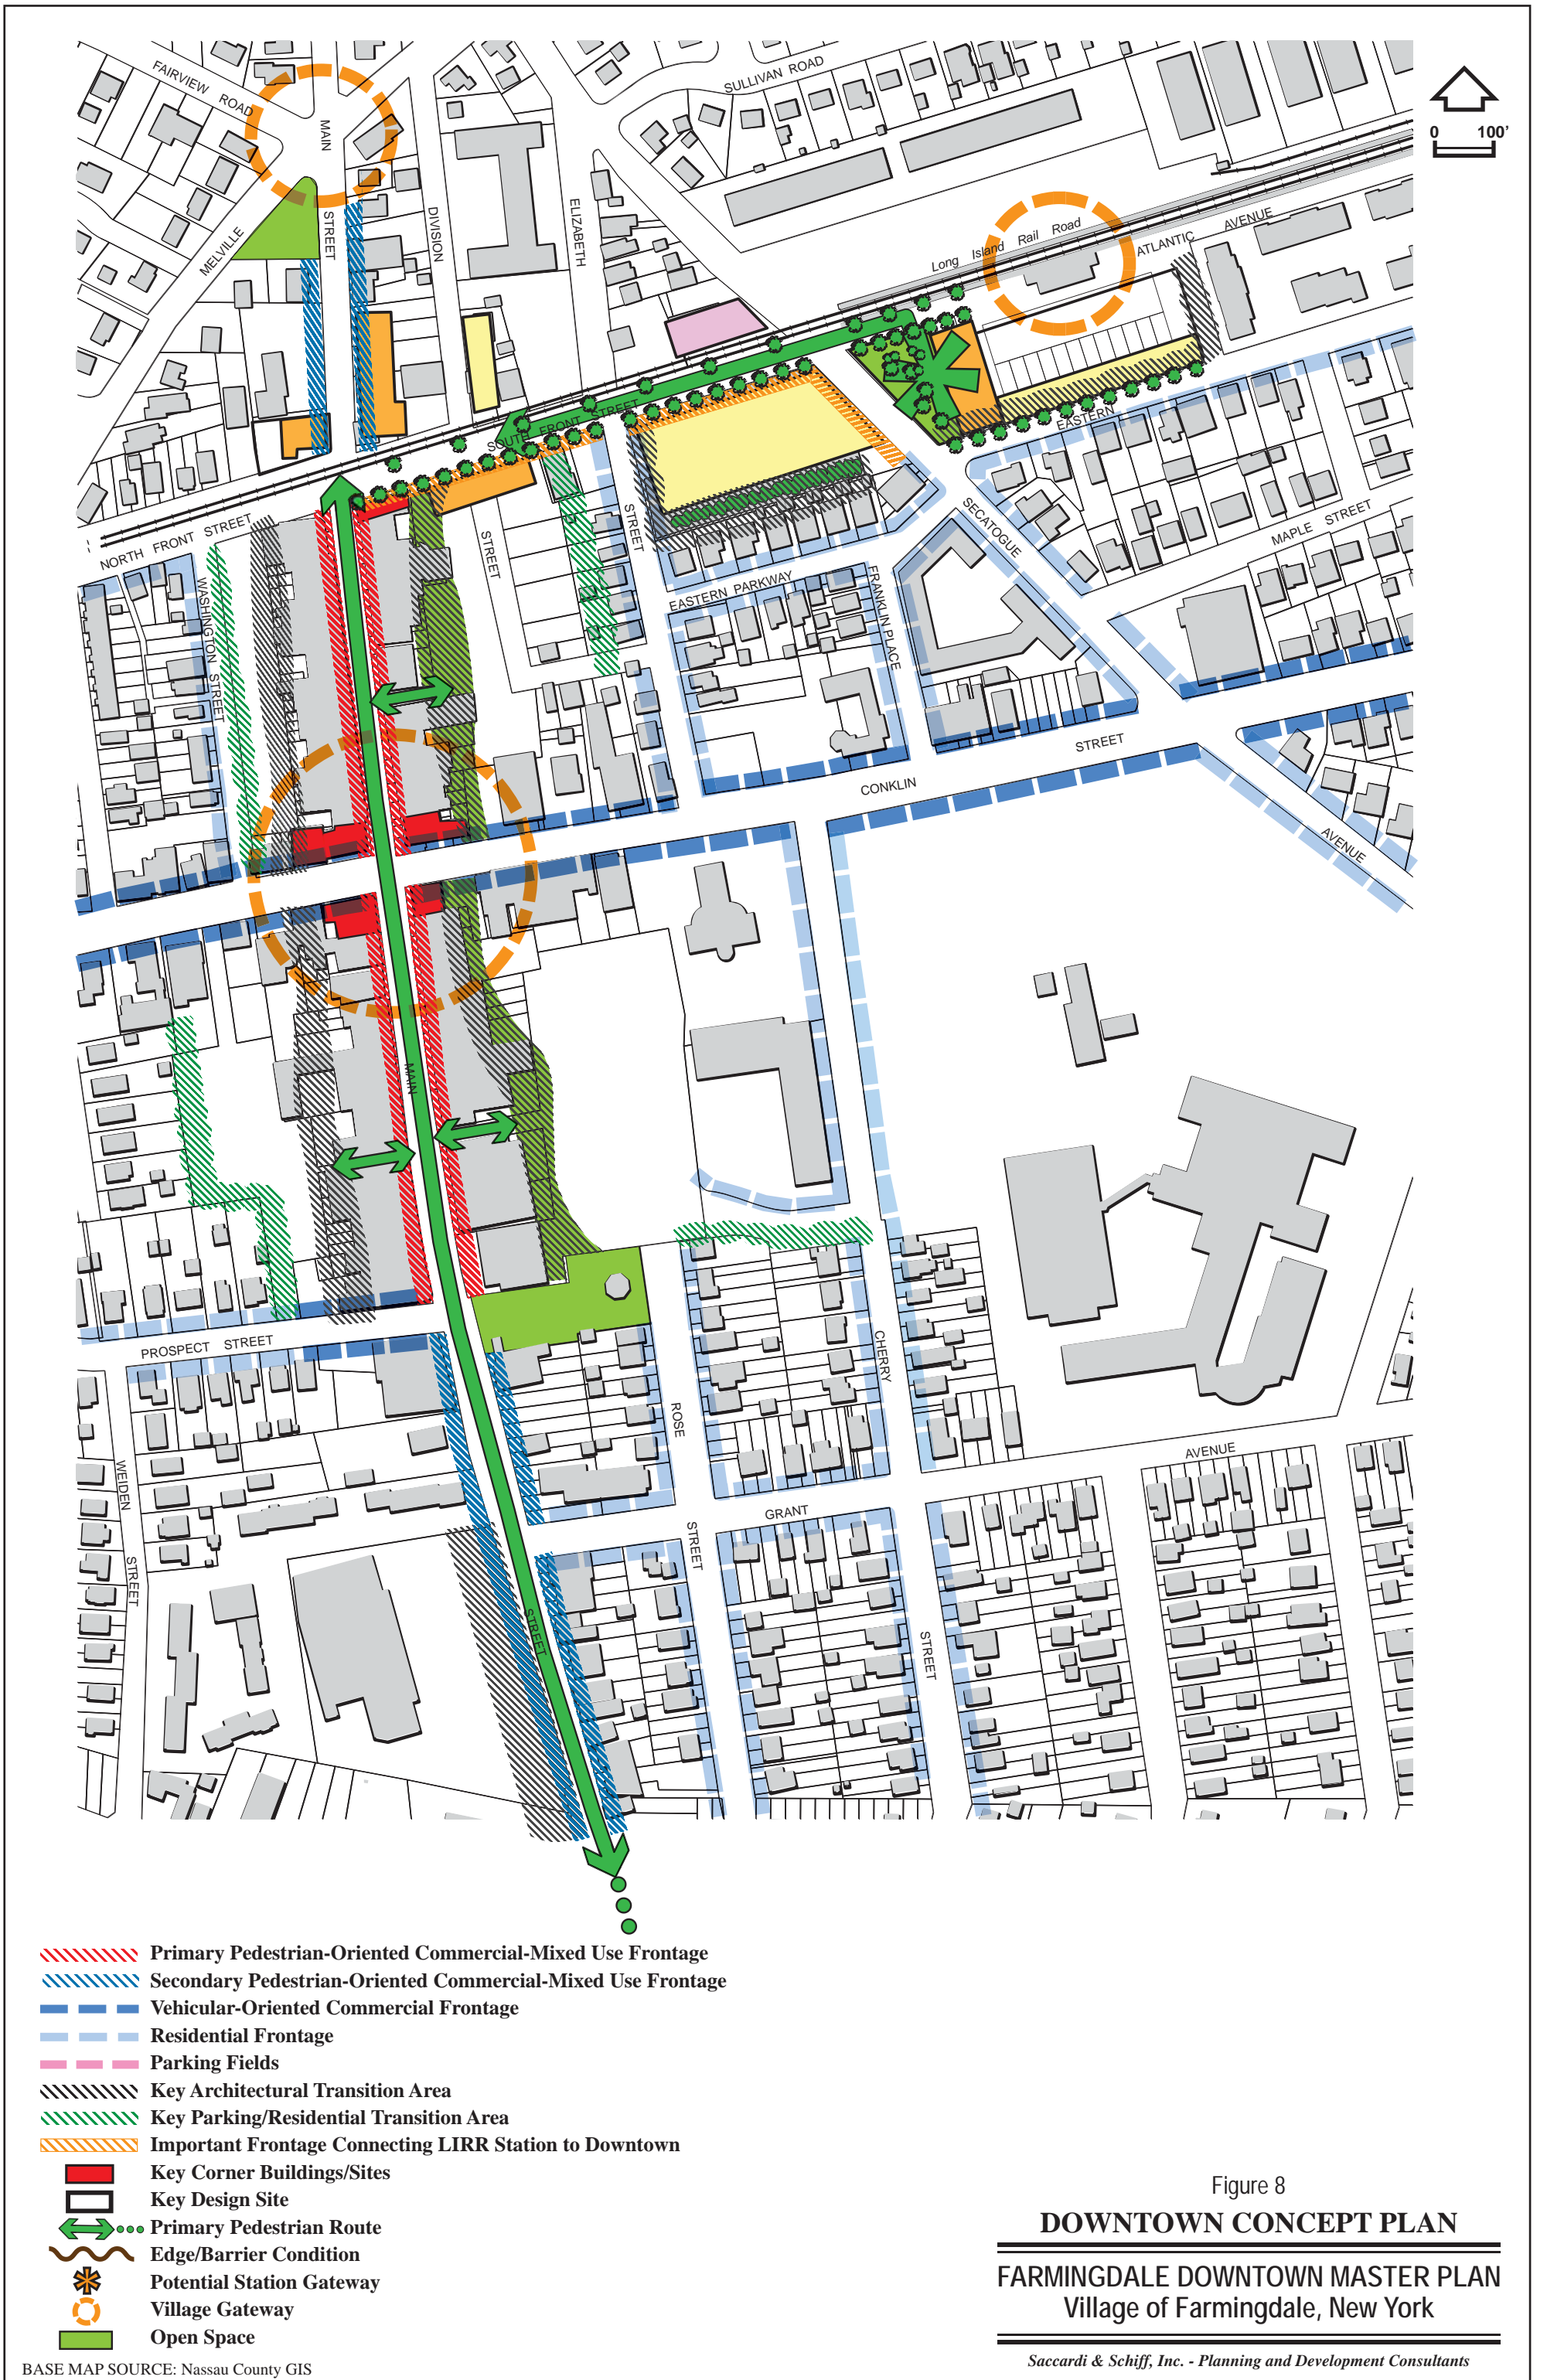 FAIRVIEW ROAD
MAIN
STREET
MELVILLE
DIVISION
ELIZABETH
SULLIVAN ROAD
0 100'
Long Island Rail Road
ATLANTIC AVENUE
SOUTH FRONT STREET
EASTERN
NORTH FRONT STREET
WASHINGTON STREET
STREET
STREET
SECATOGUE
MAPLE STREET
EASTERN PARKWAY
FRANKLIN PLACE
CONKLIN
STREET
AVENUE
MAIN
PROSPECT STREET
CHERRY
ROSE
AVENUE
WEIDEN
STREET
GRANT
STREET
STREET
STREET
Primary Pedestrian-Oriented Commercial-Mixed Use Frontage
Secondary Pedestrian-Oriented Commercial-Mixed Use Frontage
Vehicular-Oriented Commercial Frontage
Residential Frontage
Parking Fields
Key Architectural Transition Area
Key Parking/Residential Transition Area
Important Frontage Connecting LIRR Station to Downtown
Key Corner Buildings/Sites
Key Design Site
Primary Pedestrian Route
Edge/Barrier Condition
Potential Station Gateway
Village Gateway
Open Space
BASE MAP SOURCE: Nassau County GIS
Figure 8
DOWNTOWN CONCEPT PLAN
FARMINGDALE DOWNTOWN MASTER PLAN
Village of Farmingdale, New York
Saccardi & Schiff, Inc. - Planning and Development Consultants